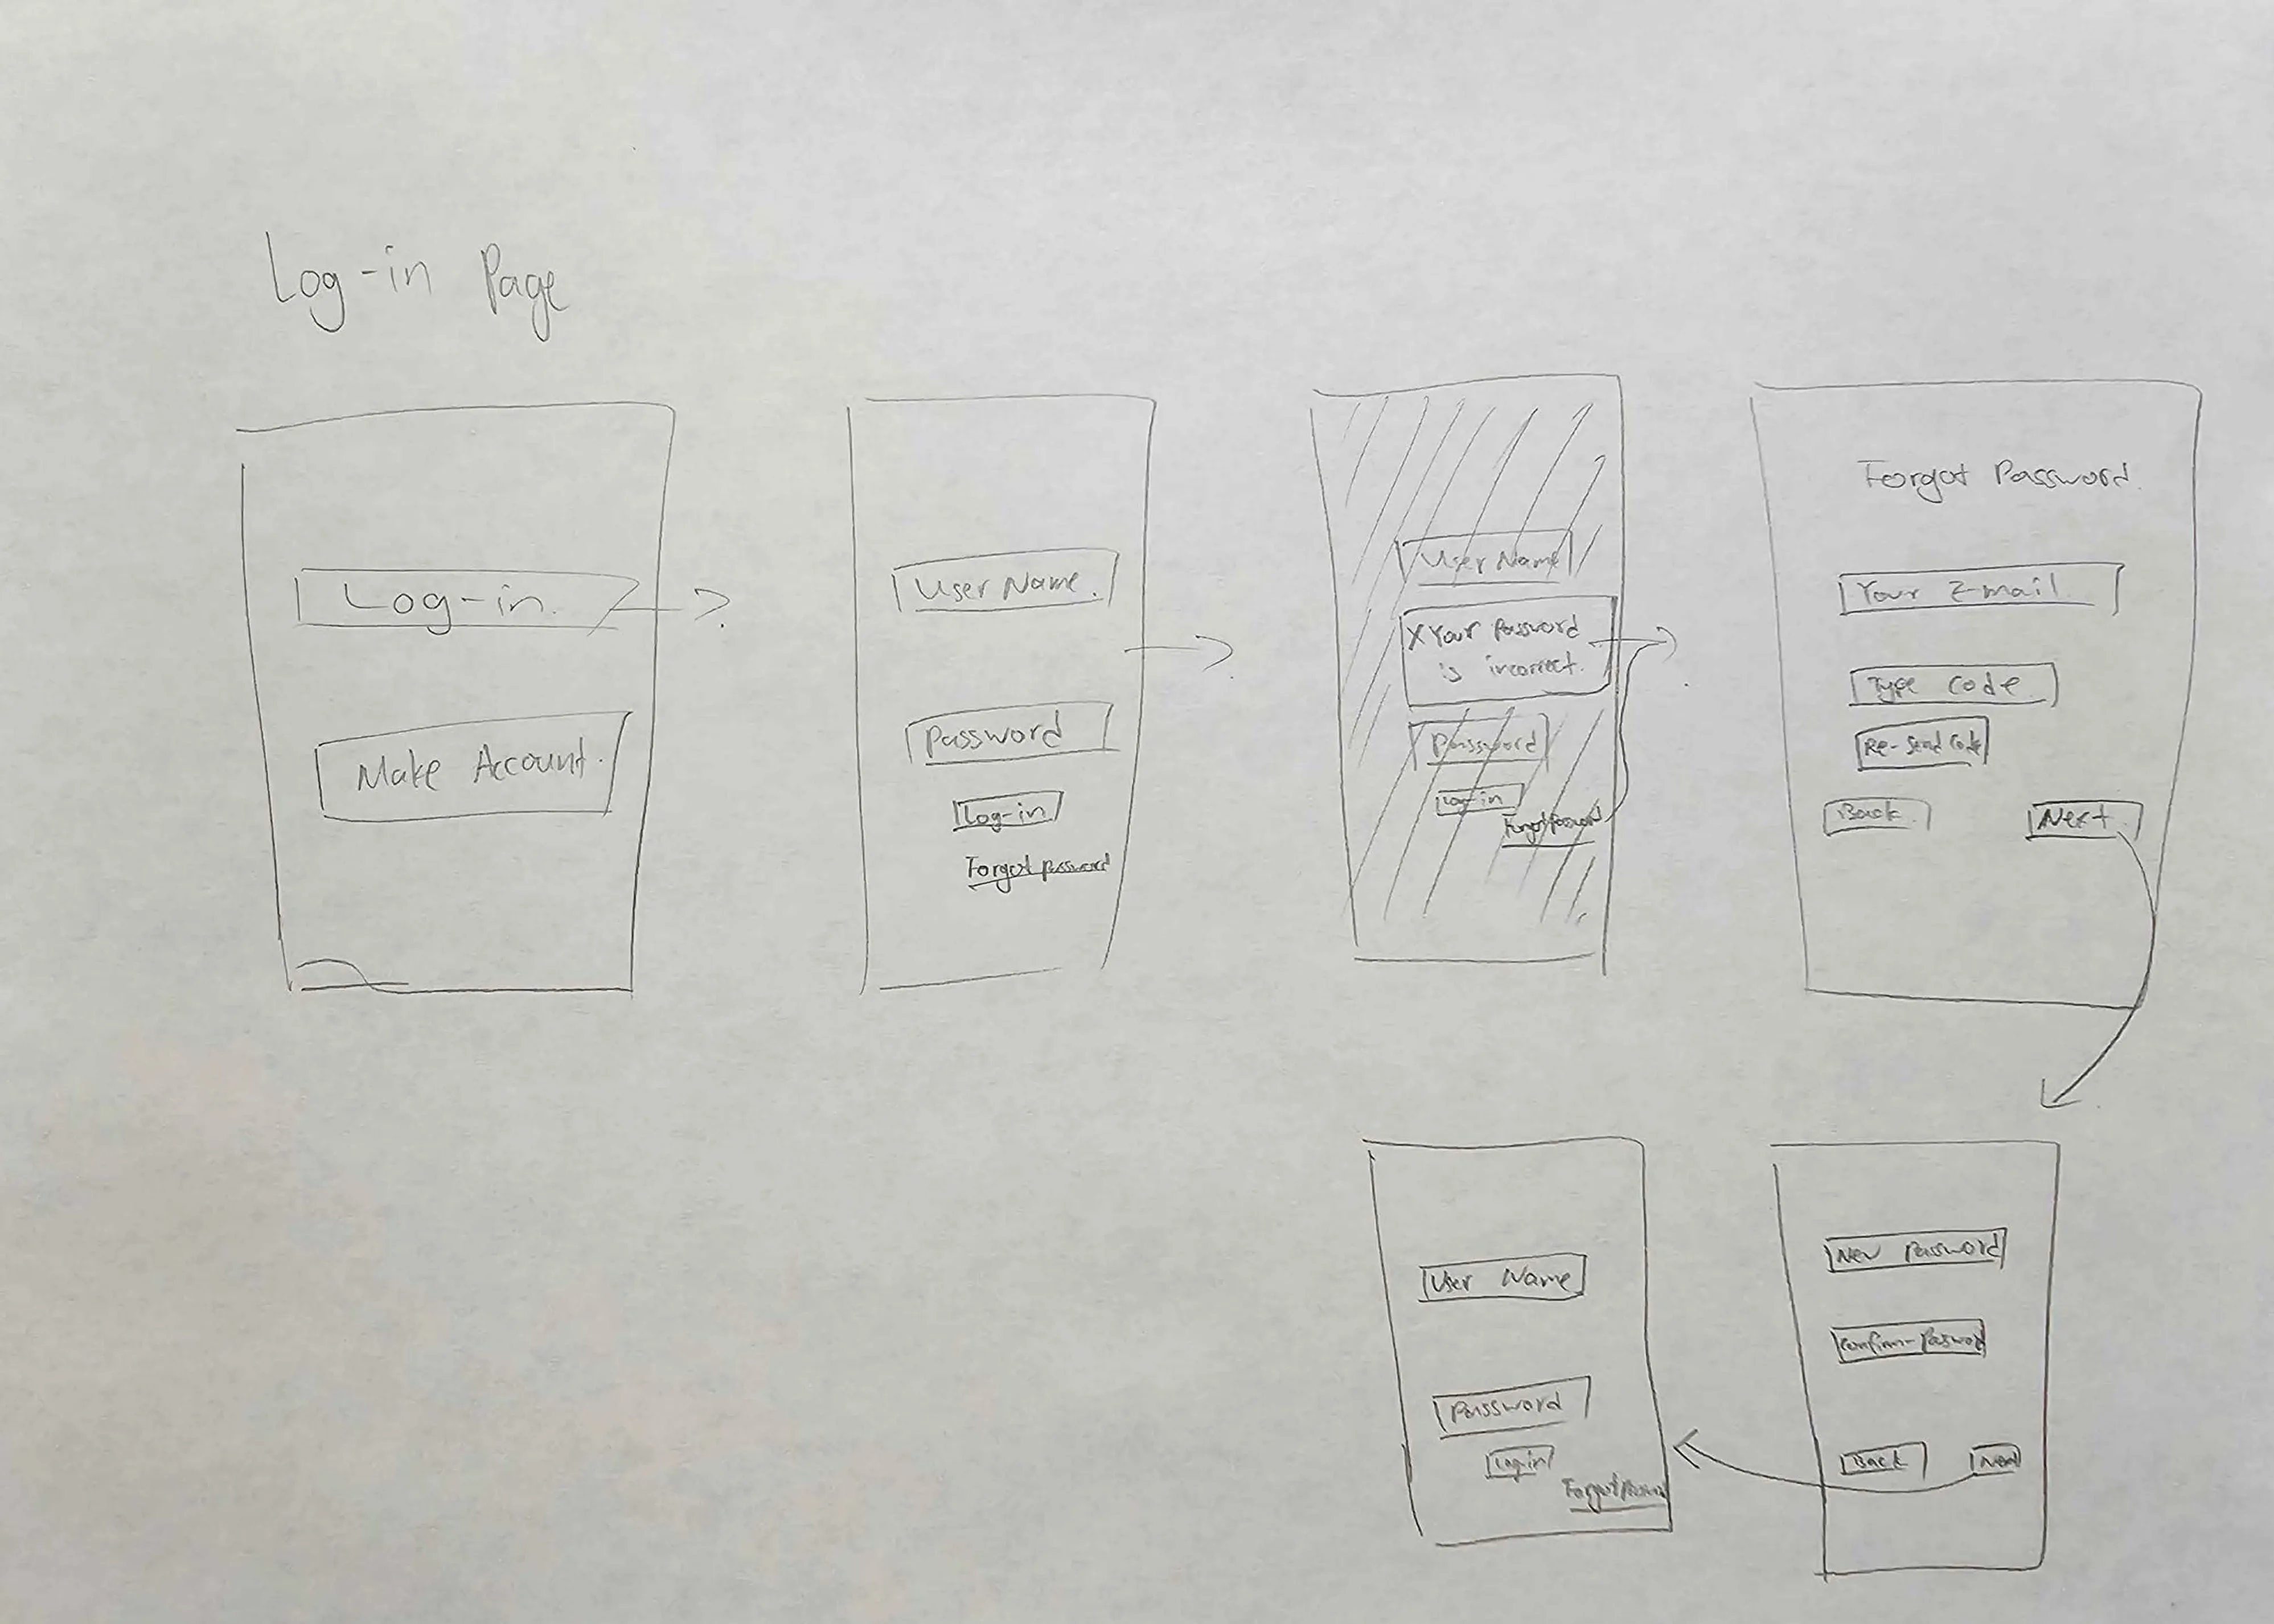 Log-in Page
Log-in.
Make Account.
User Name.
Password
Log-in
Forgot password
User Name
X Your Password
is incorrect.
Password
Log-in
Forgot Password
Forgot Password.
Your E-mail
Type Code
Re-Send Code
Back
Next
New Password
Confirm-Password
Back
User Name
Password
Log-in
Forgot Password